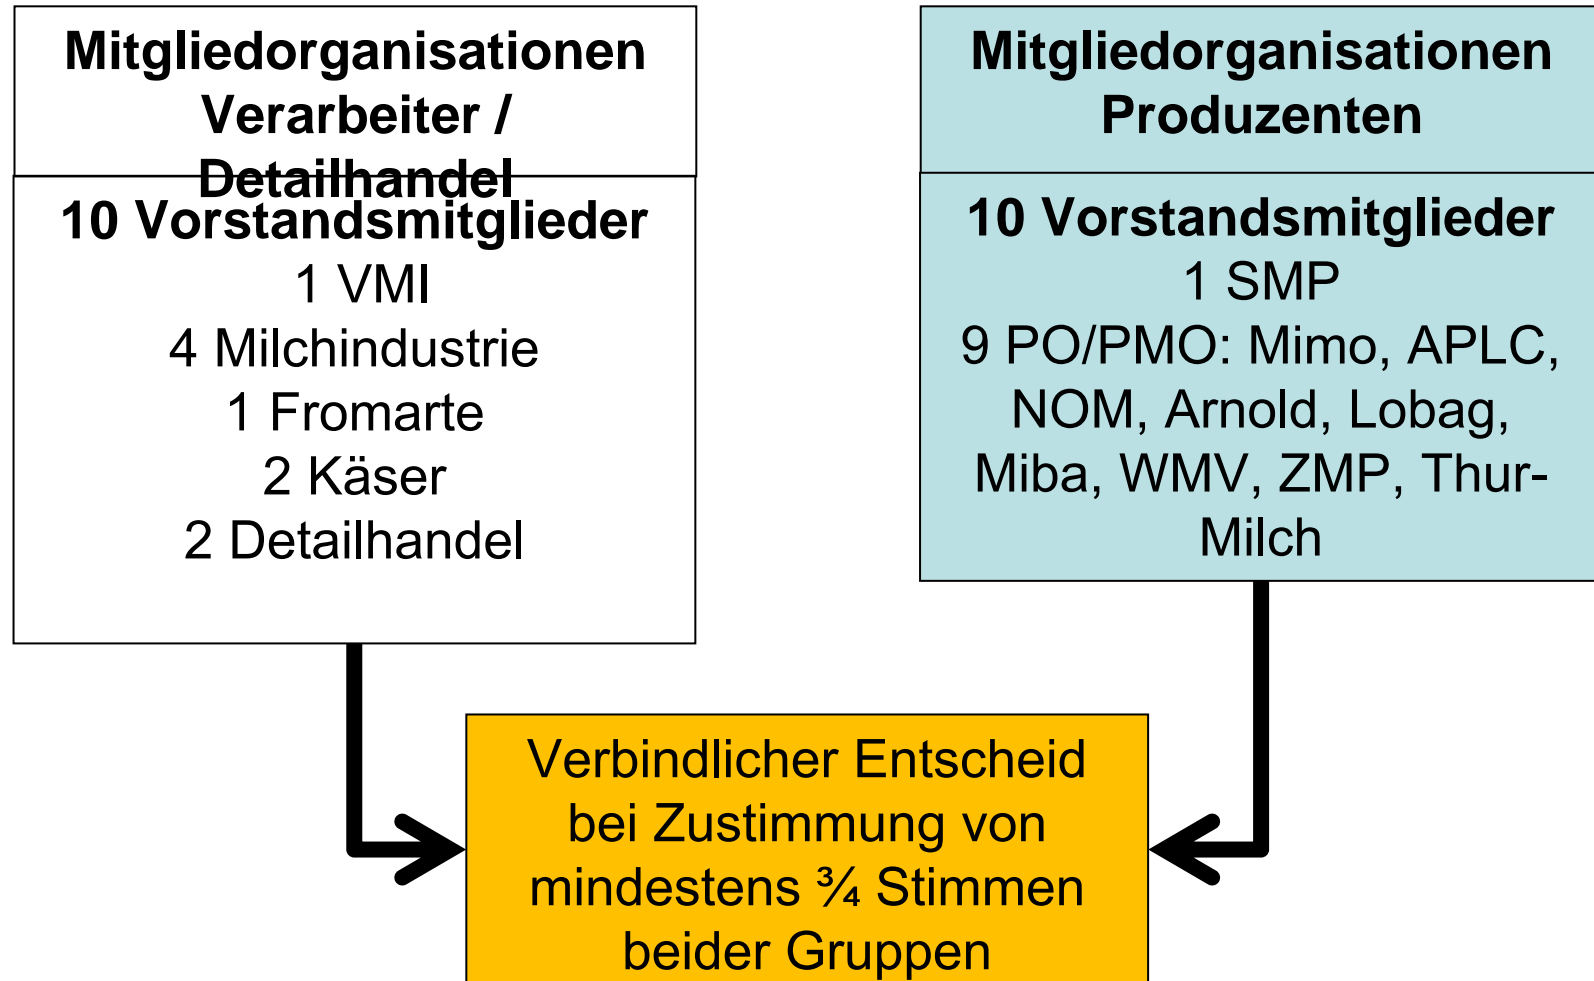 Mitgliedorganisationen
Verarbeiter /
Detailhandel
10 Vorstandsmitglieder
1 VMI
4 Milchindustrie
1 Fromarte
2 Käser
2 Detailhandel
Mitgliedorganisationen
Produzenten
10 Vorstandsmitglieder
1 SMP
9 PO/PMO: Mimo, APLC,
NOM, Arnold, Lobag,
Miba, WMV, ZMP, Thur-
Milch
Verbindlicher Entscheid
bei Zustimmung von
mindestens ¾ Stimmen
beider Gruppen